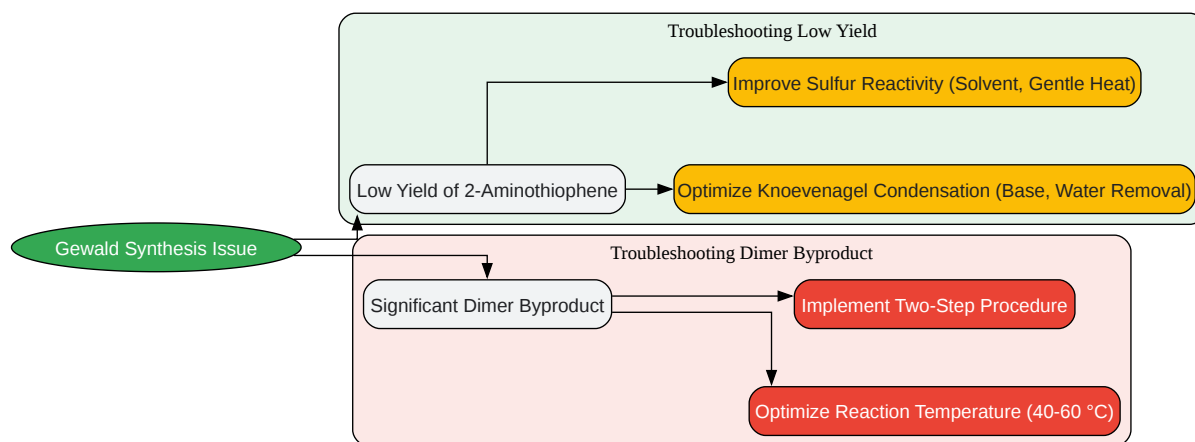 Troubleshooting Low Yield
Improve Sulfur Reactivity (Solvent, Gentle Heat)
Low Yield of 2-Aminothiophene
Optimize Knoevenagel Condensation (Base, Water Removal)
Gewald Synthesis Issue
Troubleshooting Dimer Byproduct
Significant Dimer Byproduct
Implement Two-Step Procedure
Optimize Reaction Temperature (40-60 °C)